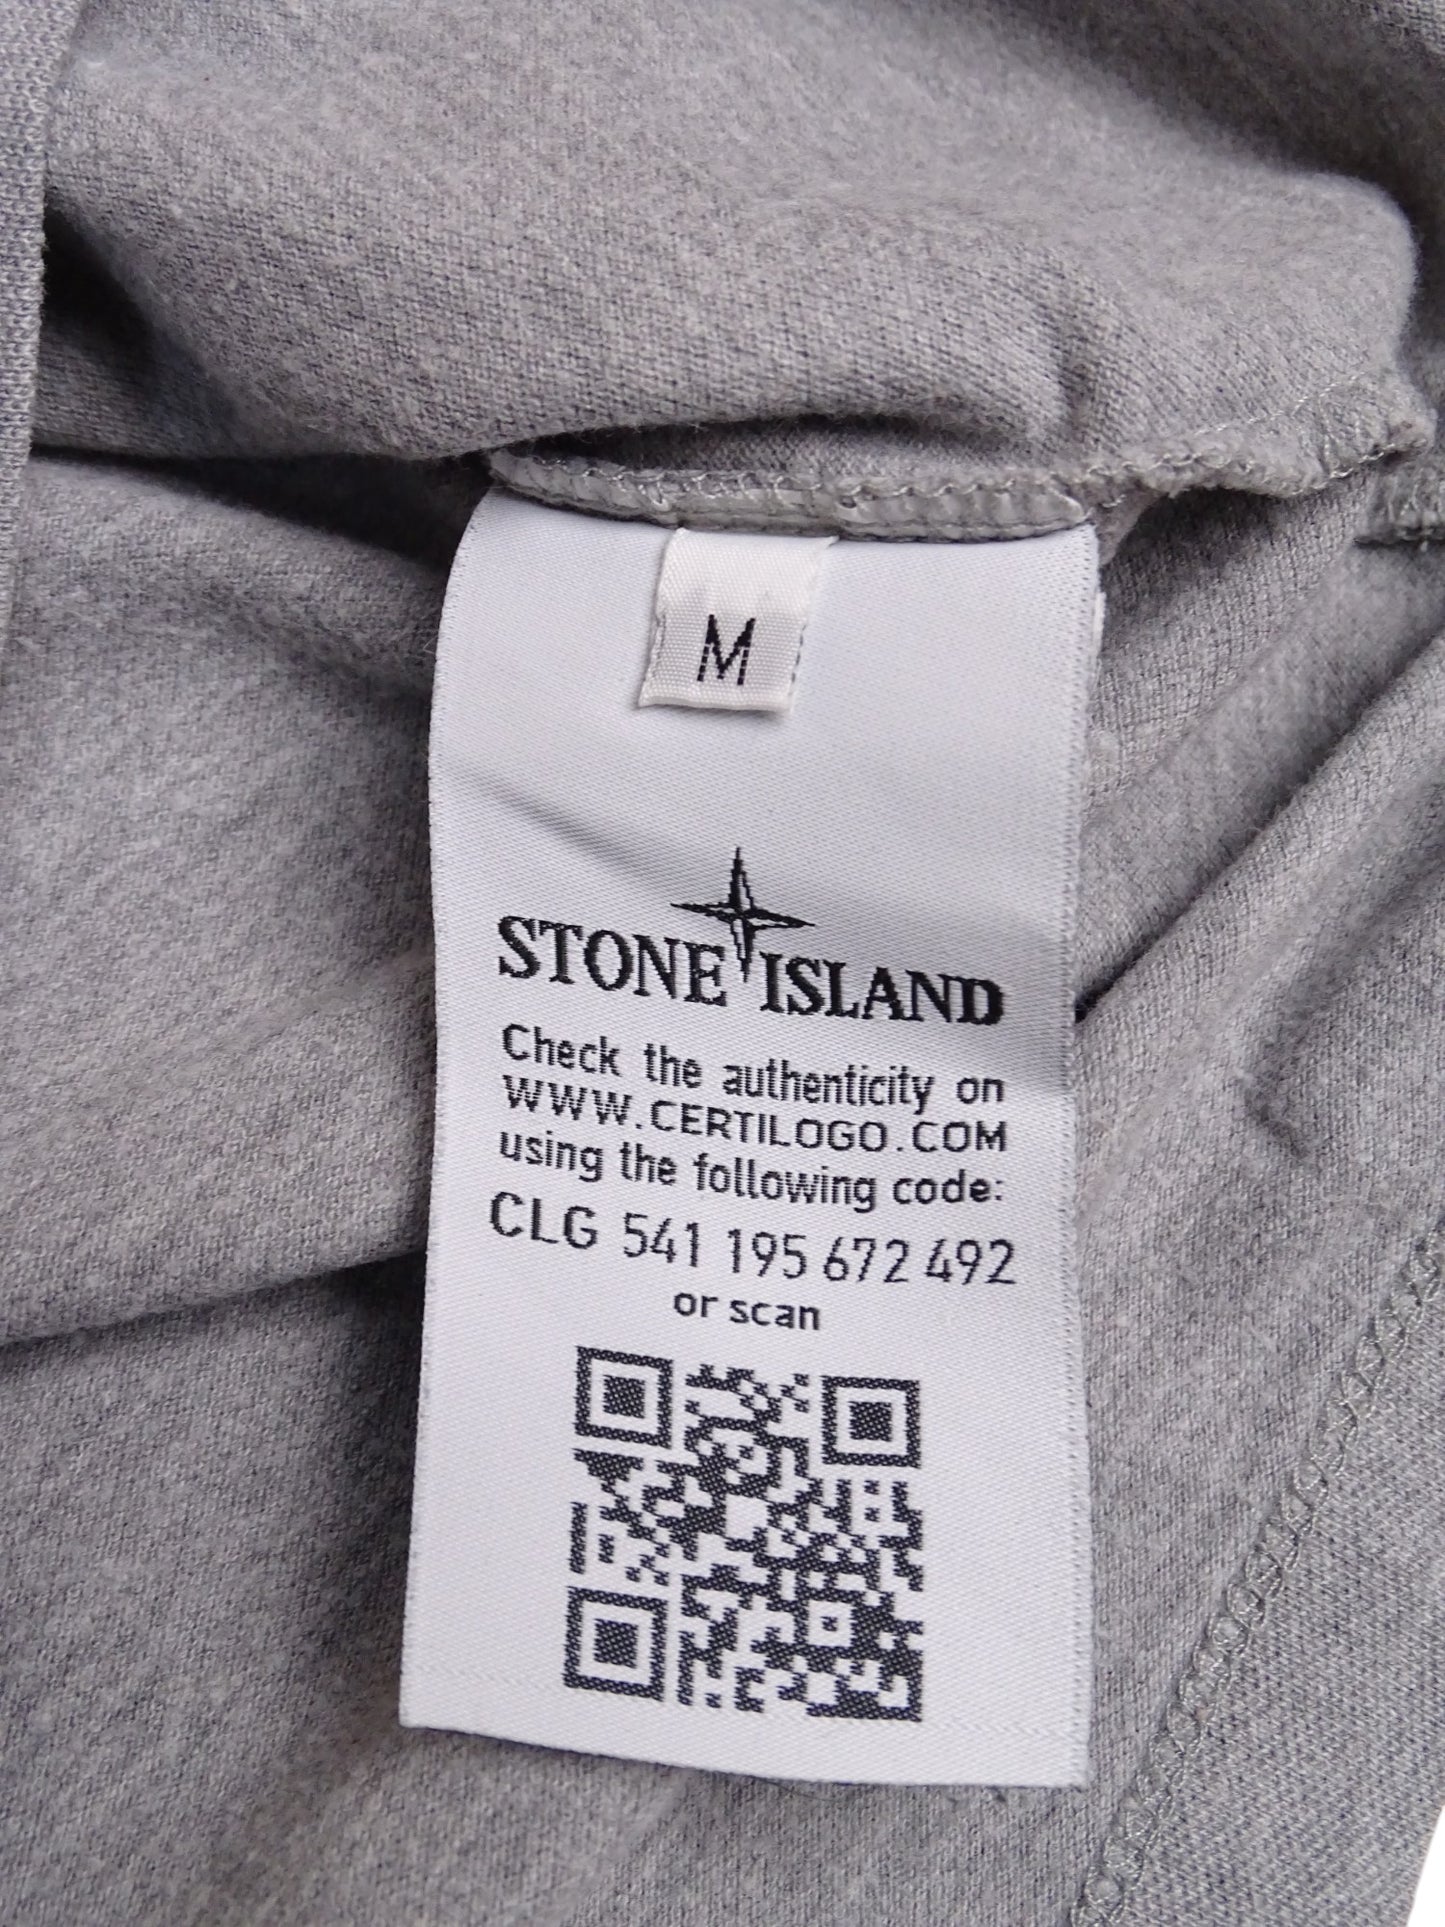 M
STONE ISLAND
Check the authenticity on
WWW.CERTILOGO.COM
using the following code:
CLG 541 195 672 492
or scan